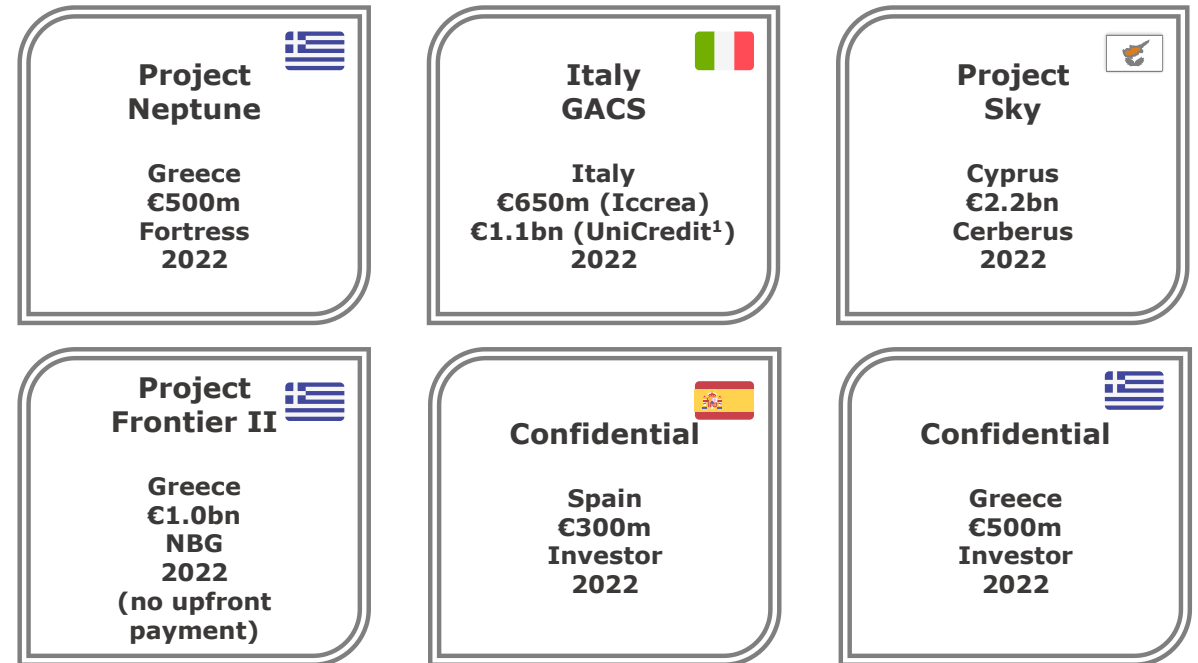 Project
Neptune
Greece
€500m
Fortress
2022
Italy
GACS
Italy
€650m (Iccrea)
€1.1bn (UniCredit¹)
2022
Project
Sky
Cyprus
€2.2bn
Cerberus
2022
Project
Frontier II
Greece
€1.0bn
NBG
2022
(no upfront
payment)
Confidential
Spain
€300m
Investor
2022
Confidential
Greece
€500m
Investor
2022